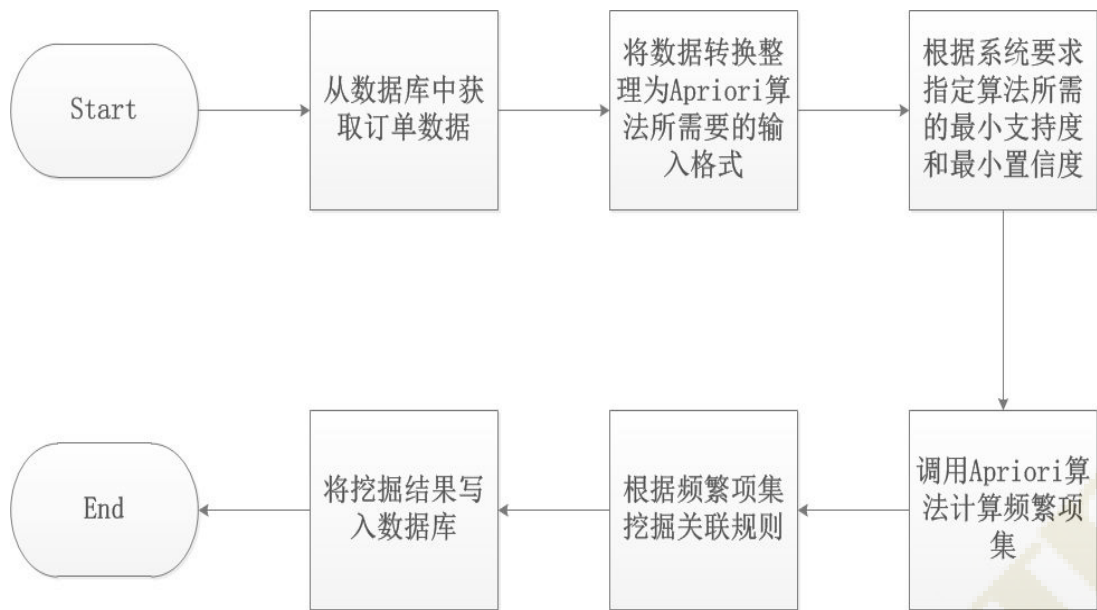 Start
从数据库中获
取订单数据
将数据转换整
理为Apriori算
法所需要的输
入格式
根据系统要求
指定算法所需
的最小支持度
和最小置信度
调用Apriori算
法计算频繁项
集
根据频繁项集
挖掘关联规则
将挖掘结果写
入数据库
End